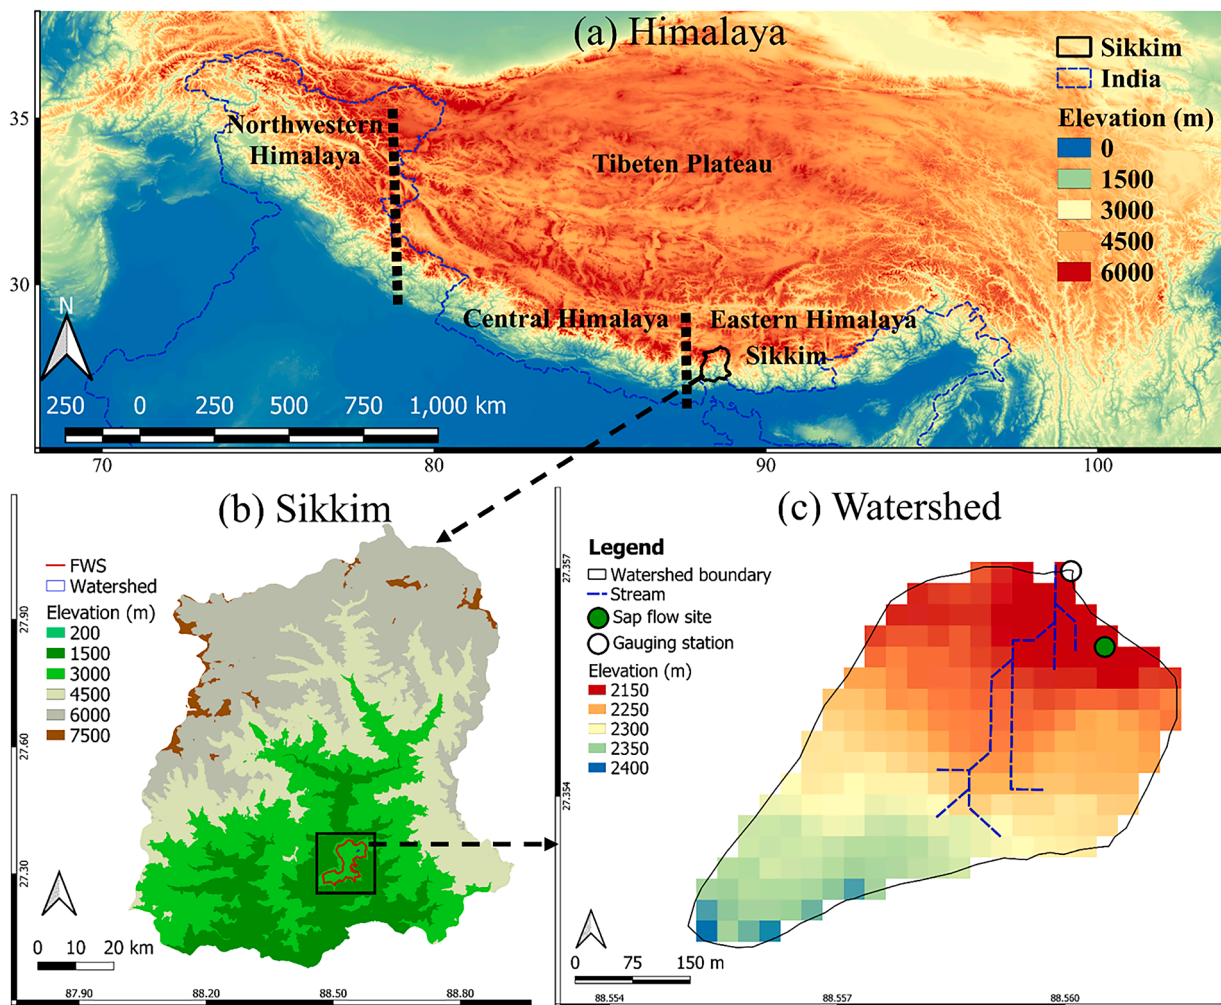 (a) Himalaya
Sikkim
India
Elevation (m)
0
1500
3000
4500
6000
35
30
Northwestern
Himalaya
Tibeten Plateau
Central Himalaya
Eastern Himalaya
Sikkim
N
250 0 250 500 750 1,000 km
70 80 90 100
(b) Sikkim
FWS
Watershed
Elevation (m)
200
1500
3000
4500
6000
7500
27.90
27.60
27.30
0 10 20 km
87.90 88.20 88.50 88.80
(c) Watershed
Legend
Watershed boundary
Stream
Sap flow site
Gauging station
Elevation (m)
2150
2250
2300
2350
2400
27.357
27.354
0 75 150 m
88.554 88.557 88.560